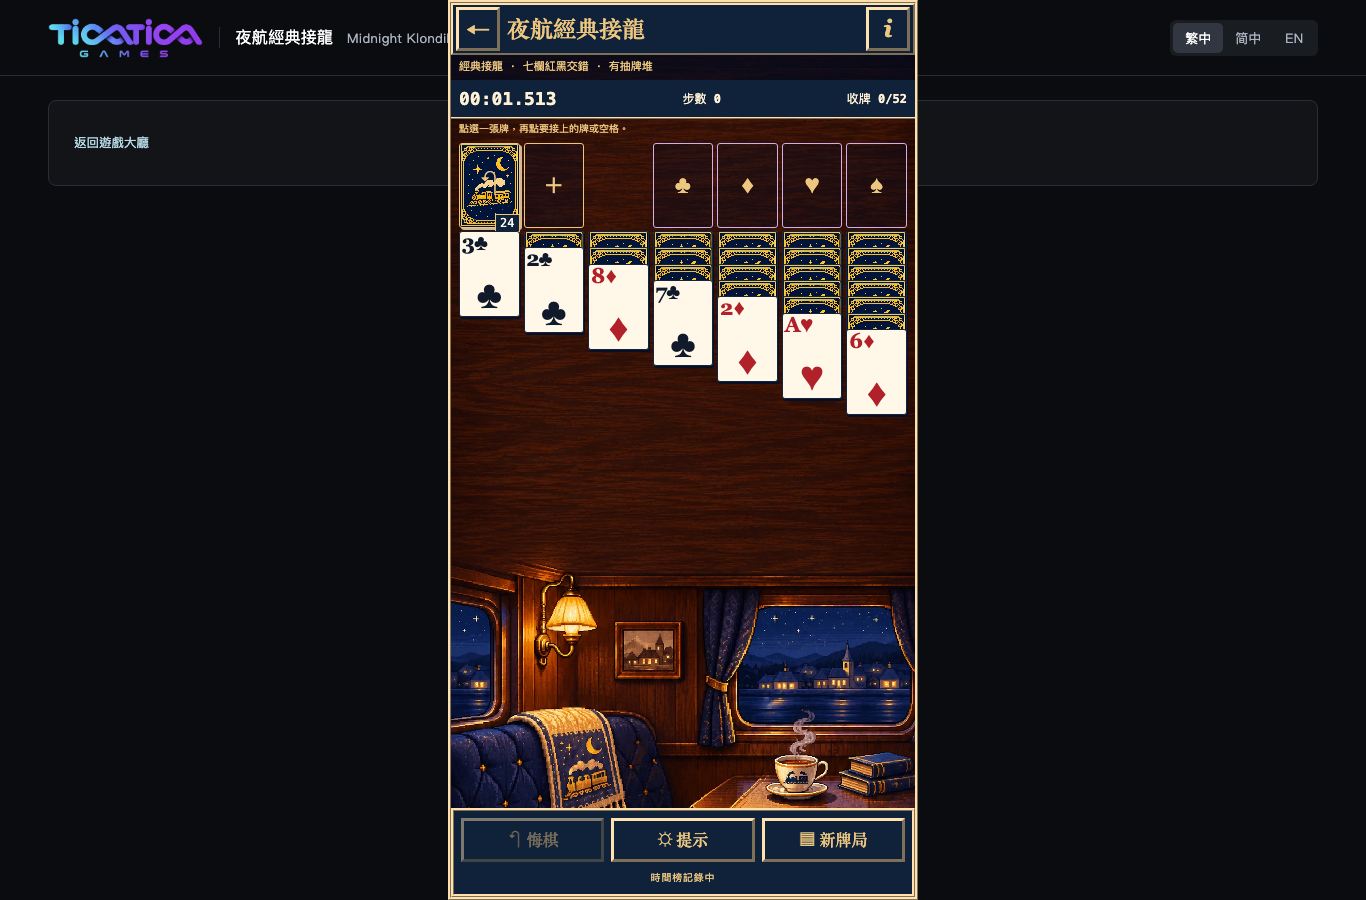 TICATICA
GAMES
夜航經典接龍
Midnight Klondi
繁中
简中
EN
返回遊戲大廳
← 夜航經典接龍 i
經典接龍 · 七欄紅黑交錯 · 有抽牌堆
00:01.513 步數 0 收牌 0/52
點選一張牌，再點要接上的牌或空格。
24
+ ♣ ♦ ♥ ♠
3♣ 2♣ 8♦ 7♣ 2♦ A♥ 6♦
悔棋 提示 新牌局
時間榜記錄中